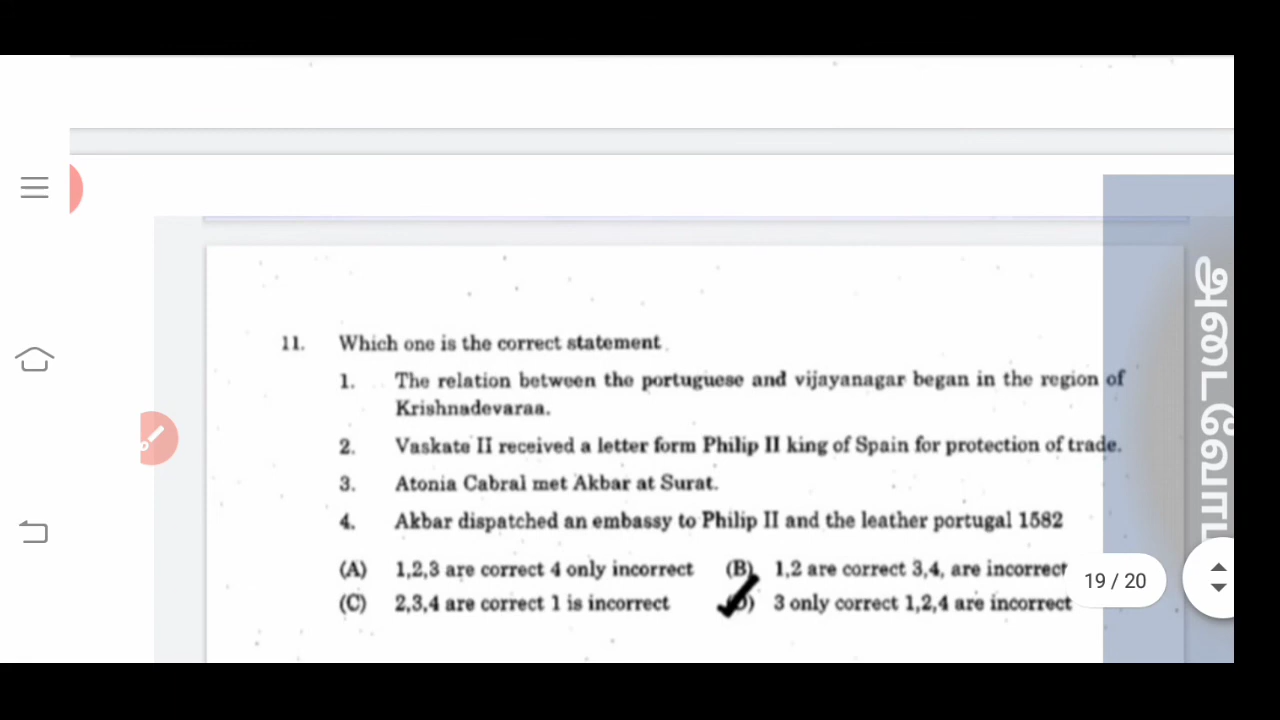 11. Which one is the correct statement
1. The relation between the portuguese and vijayanagar began in the region of
Krishnadevaraa.
2. Vaskate II received a letter form Philip II king of Spain for protection of trade.
3. Atonia Cabral met Akbar at Surat.
4. Akbar dispatched an embassy to Philip II and the leather portugal 1582
(A) 1,2,3 are correct 4 only incorrect (B) 1,2 are correct 3,4, are incorrect
(C) 2,3,4 are correct 1 is incorrect (D) 3 only correct 1,2,4 are incorrect
19 / 20